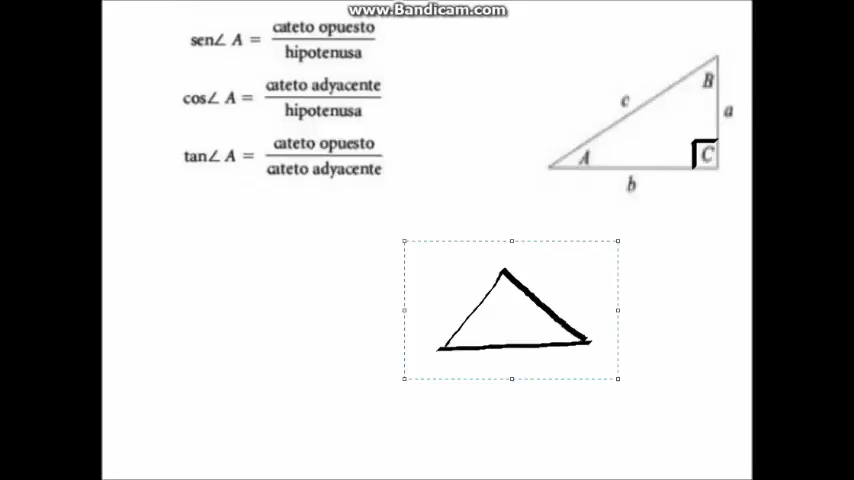 www.Bandicam.com
sen∠ A = cateto opuesto / hipotenusa
cos∠ A = cateto adyacente / hipotenusa
tan∠ A = cateto opuesto / cateto adyacente
B
c
a
A
C
b